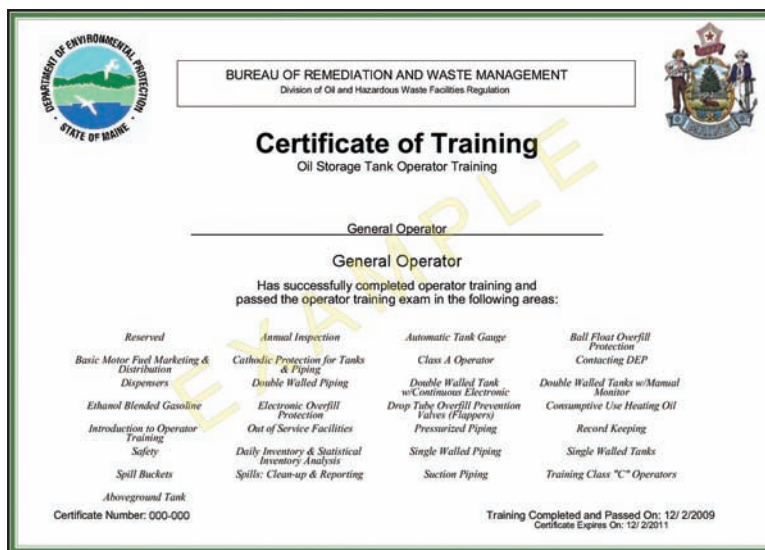 DEPARTMENT OF ENVIRONMENTAL PROTECTION
STATE OF MAINE
BUREAU OF REMEDIATION AND WASTE MANAGEMENT
Division of Oil and Hazardous Waste Facilities Regulation
Certificate of Training
Oil Storage Tank Operator Training
General Operator
General Operator
Has successfully completed operator training and
passed the operator training exam in the following areas:
EXAMPLE
Reserved Annual Inspection Automatic Tank Gauge Ball Float Overfill
Protection
Basic Motor Fuel Marketing & Cathodic Protection for Tanks Class A Operator Contacting DEP
Distribution & Piping
Dispensers Double Walled Piping Double Walled Tank Double Walled Tanks w/Manual
w/Continuous Electronic Monitor
Ethanol Blended Gasoline Electronic Overfill Drop Tube Overfill Prevention Consumptive Use Heating Oil
Protection Valves (Flappers)
Introduction to Operator Out of Service Facilities Pressurized Piping Record Keeping
Training
Safety Daily Inventory & Statistical Single Walled Piping Single Walled Tanks
Inventory Analysis
Spill Buckets Spills: Clean-up & Reporting Suction Piping Training Class "C" Operators
Aboveground Tank
Certificate Number: 000-000 Training Completed and Passed On: 12/ 2/2009
Certificate Expires On: 12/ 2/2011